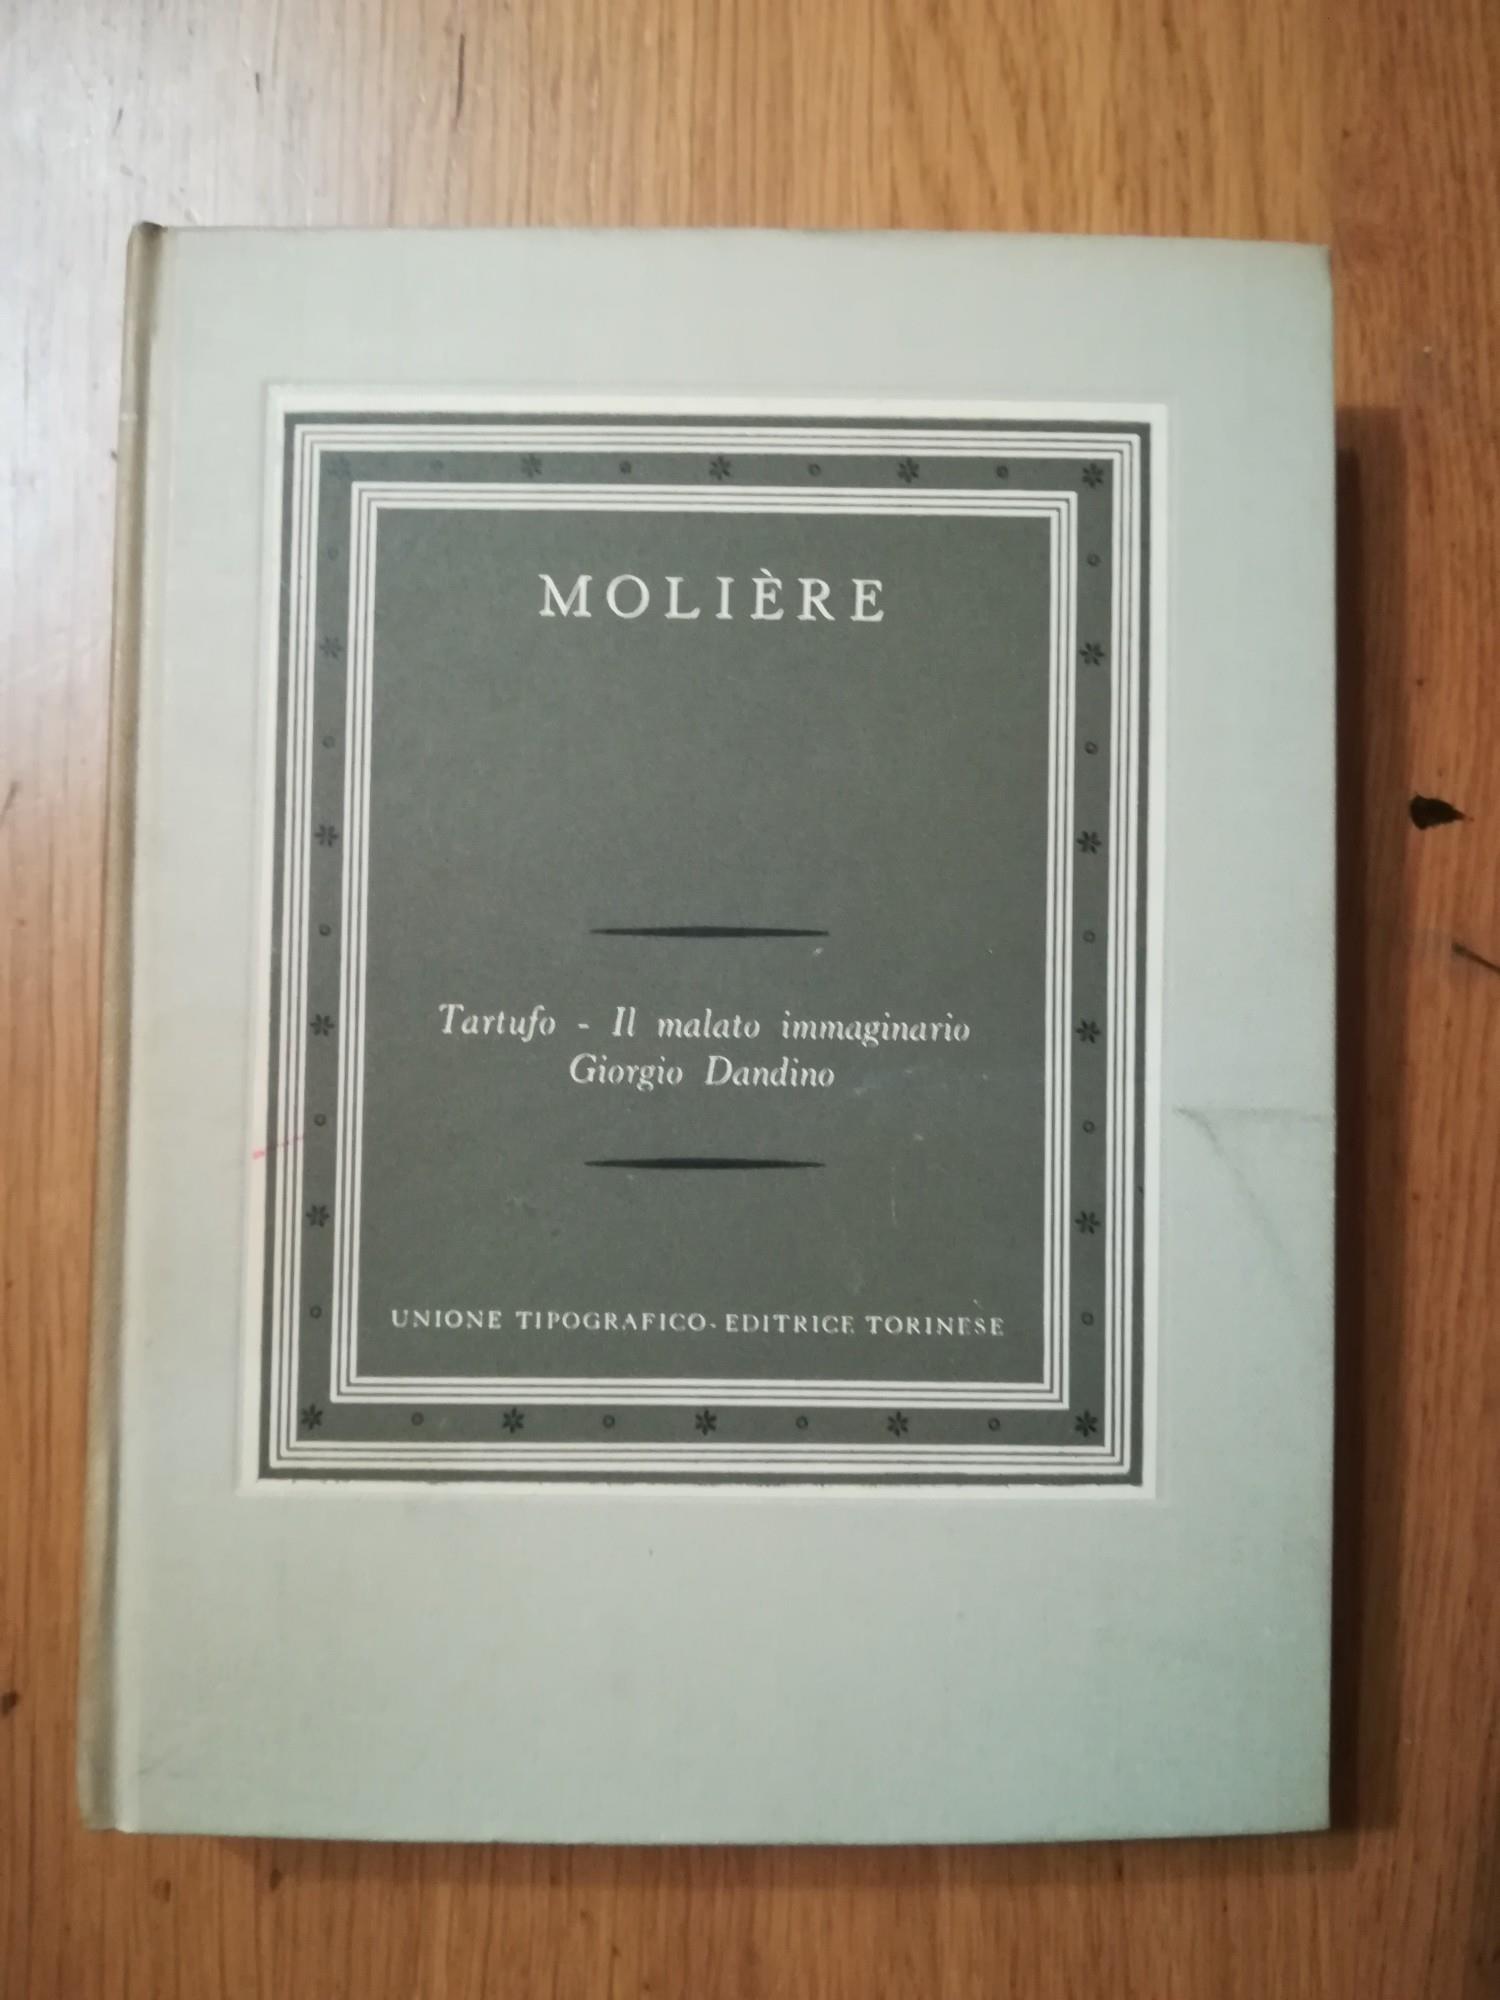 MOLIÈRE
Tartufo - Il malato immaginario
Giorgio Dandino
UNIONE TIPOGRAFICO-EDITRICE TORINESE